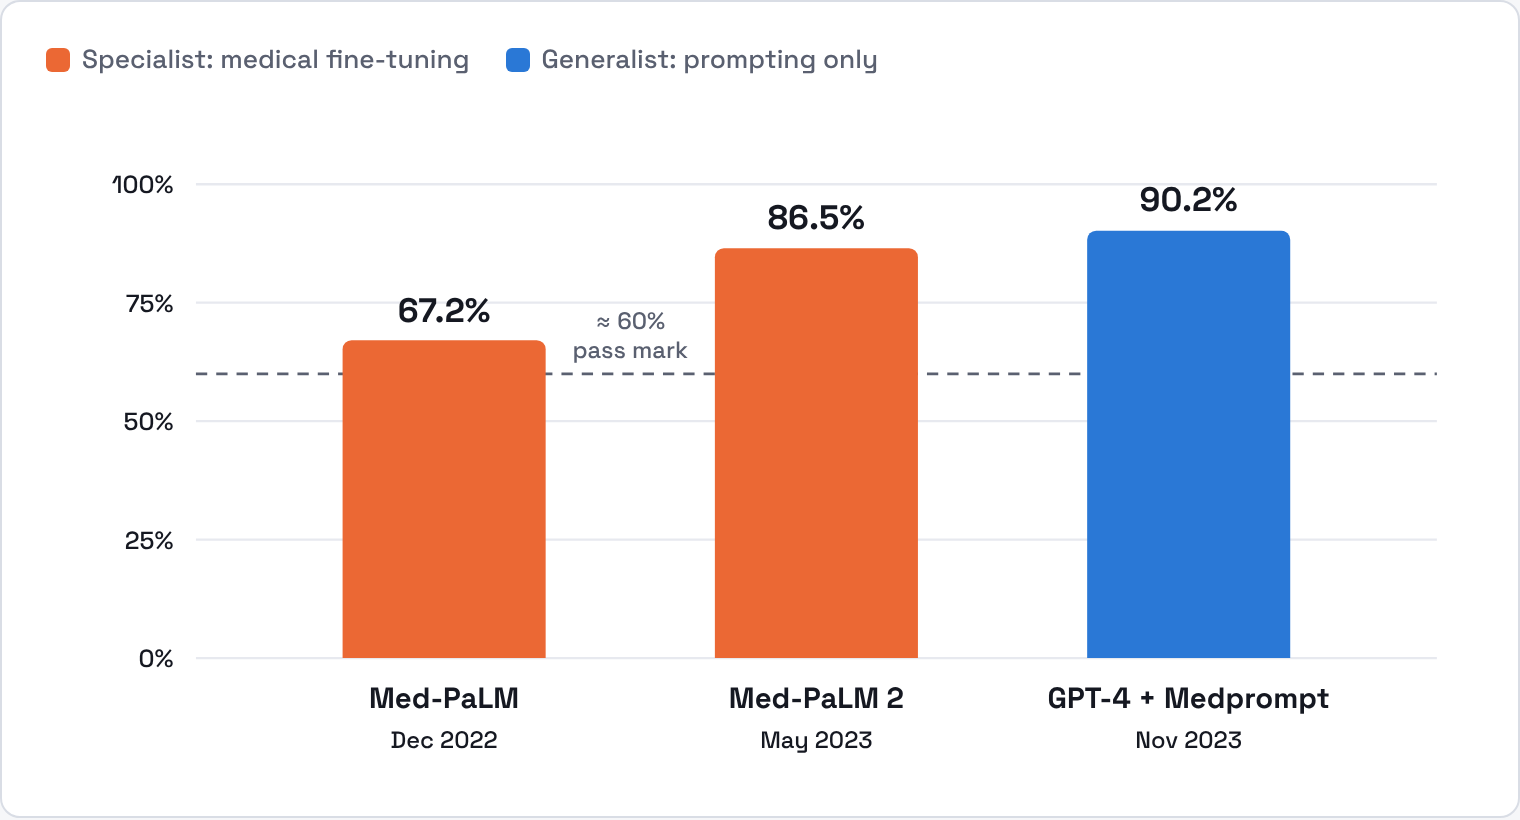 Specialist: medical fine-tuning
Generalist: prompting only
100%
90.2%
86.5%
75%
67.2%
≈ 60%
pass mark
50%
25%
0%
Med-PaLM
Med-PaLM 2
GPT-4 + Medprompt
Dec 2022
May 2023
Nov 2023